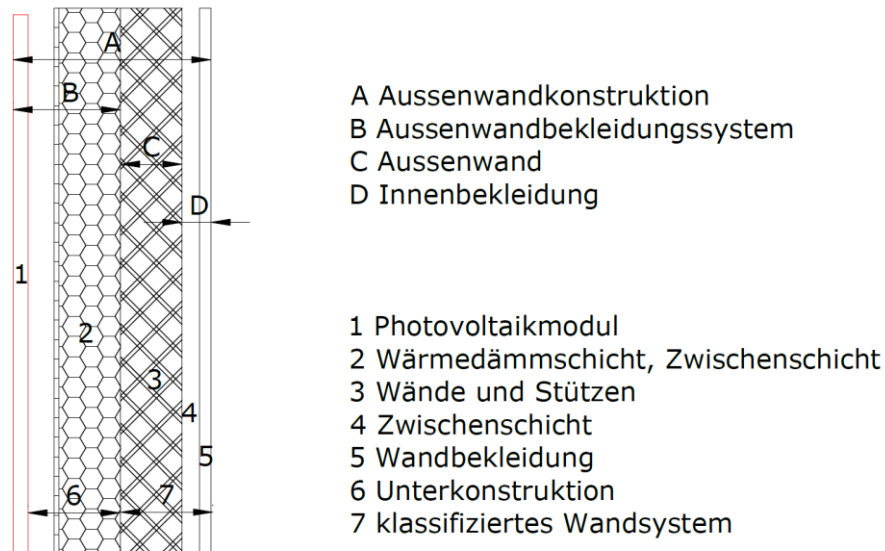 A
B
C
D
1
2
3
4
5
6
7
A Aussenwandkonstruktion
B Aussenwandbekleidungssystem
C Aussenwand
D Innenbekleidung
1 Photovoltaikmodul
2 Wärmedämmschicht, Zwischenschicht
3 Wände und Stützen
4 Zwischenschicht
5 Wandbekleidung
6 Unterkonstruktion
7 klassifiziertes Wandsystem